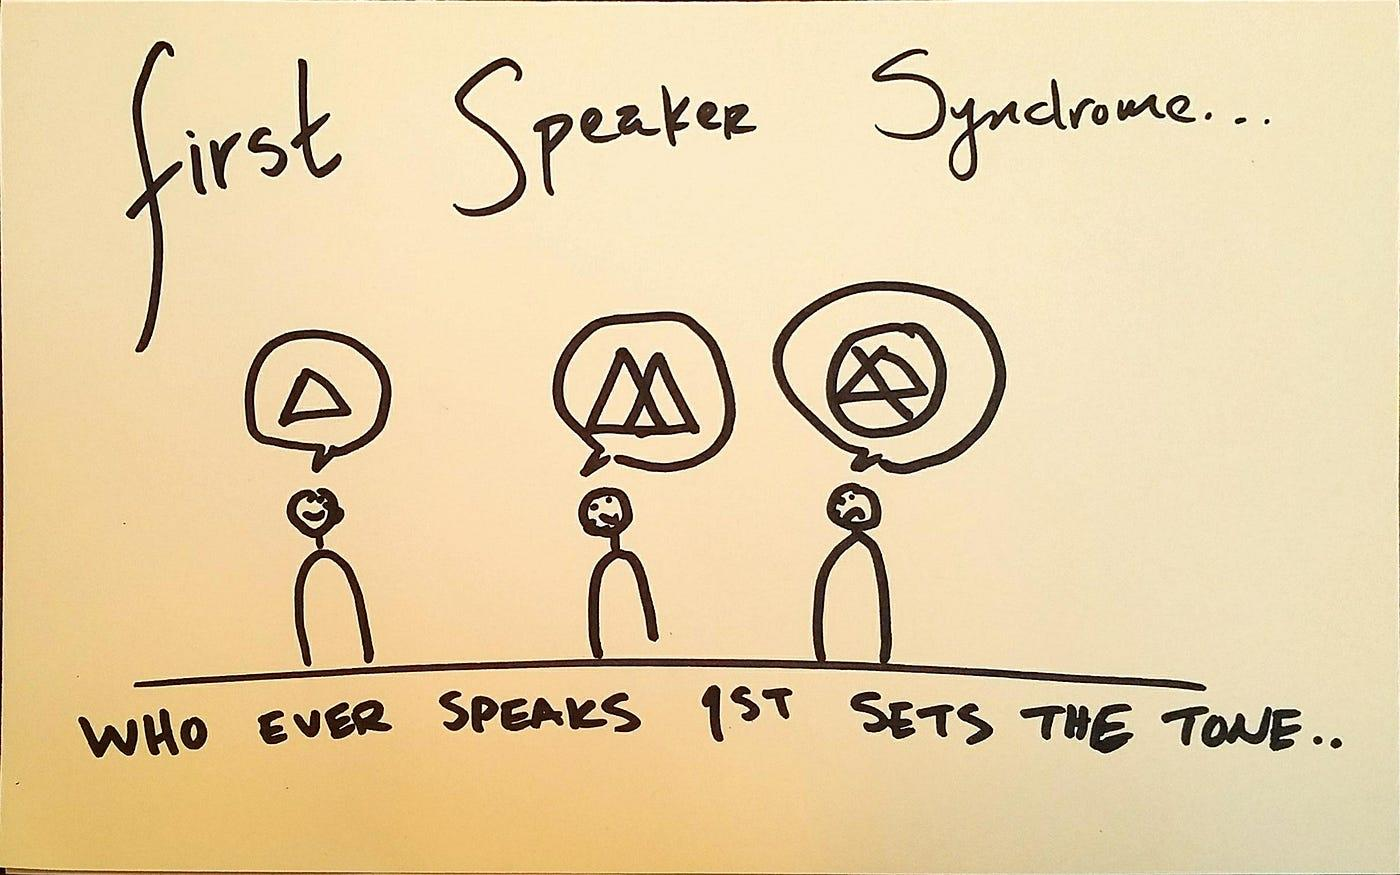 first Speaker Syndrome...
WHO EVER SPEAKS 1ST SETS THE TONE..